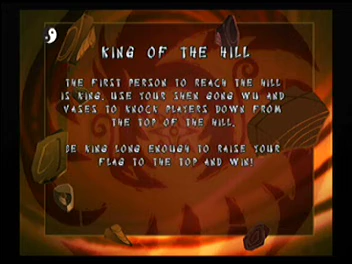 KING OF THE HILL
THE FIRST PERSON TO REACH THE HILL
IS KING. USE YOUR SHEN GONG WU AND
VASES TO KNOCK PLAYERS DOWN FROM
THE TOP OF THE HILL.
BE KING LONG ENOUGH TO RAISE YOUR
FLAG TO THE TOP AND WIN!